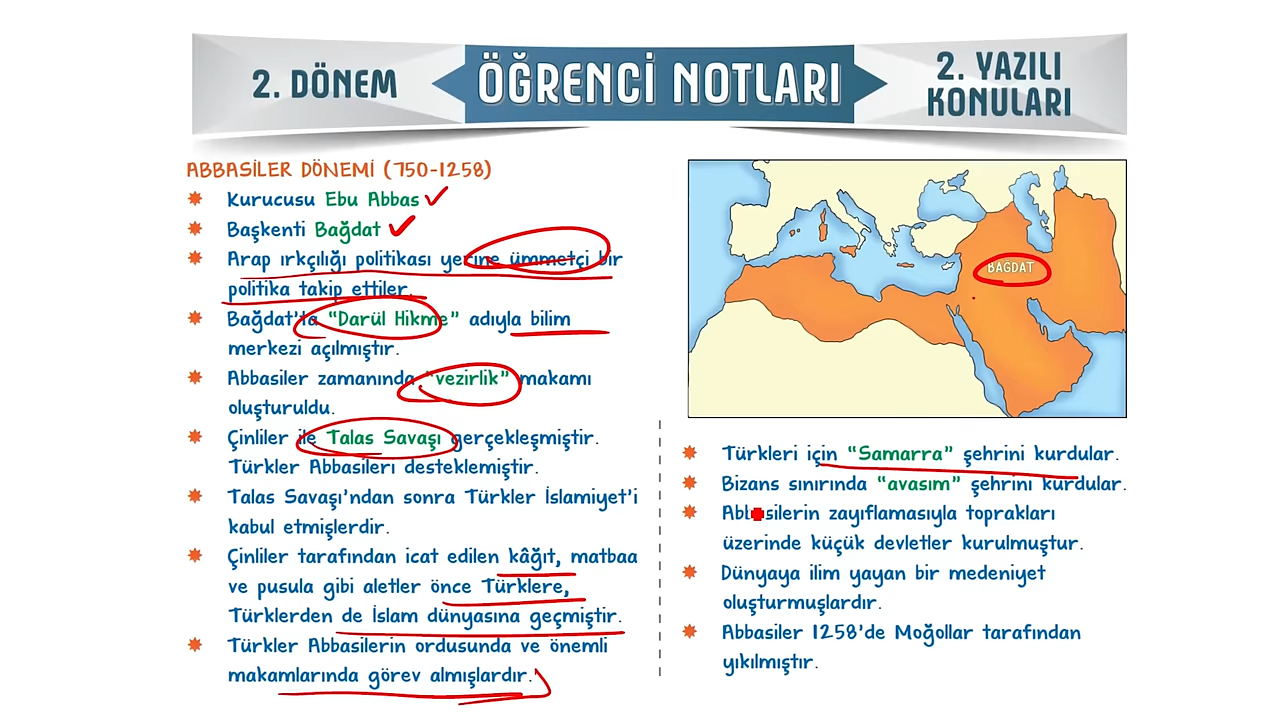 2. DÖNEM
ÖĞRENCİ NOTLARI
2. YAZILI
KONULARI
ABBASİLER DÖNEMİ (750-1258)
Kurucusu Ebu Abbas
Başkenti Bağdat
Arap ırkçılığı politikası yerine ümmetçi bir
politika takip ettiler.
Bağdat'ta "Darül Hikme" adıyla bilim
merkezi açılmıştır.
Abbasiler zamanında "vezirlik" makamı
oluşturuldu.
Çinliler ile Talas Savaşı gerçekleşmiştir.
Türkler Abbasileri desteklemiştir.
Talas Savaşı'ndan sonra Türkler İslamiyet'i
kabul etmişlerdir.
Çinliler tarafından icat edilen kâğıt, matbaa
ve pusula gibi aletler önce Türklere,
Türklerden de İslam dünyasına geçmiştir.
Türkler Abbasilerin ordusunda ve önemli
makamlarında görev almışlardır.
BAĞDAT
Türkleri için "Samarra" şehrini kurdular.
Bizans sınırında "avasım" şehrini kurdular.
Abbasilerin zayıflamasıyla toprakları
üzerinde küçük devletler kurulmuştur.
Dünyaya ilim yayan bir medeniyet
oluşturmuşlardır.
Abbasiler 1258'de Moğollar tarafından
yıkılmıştır.